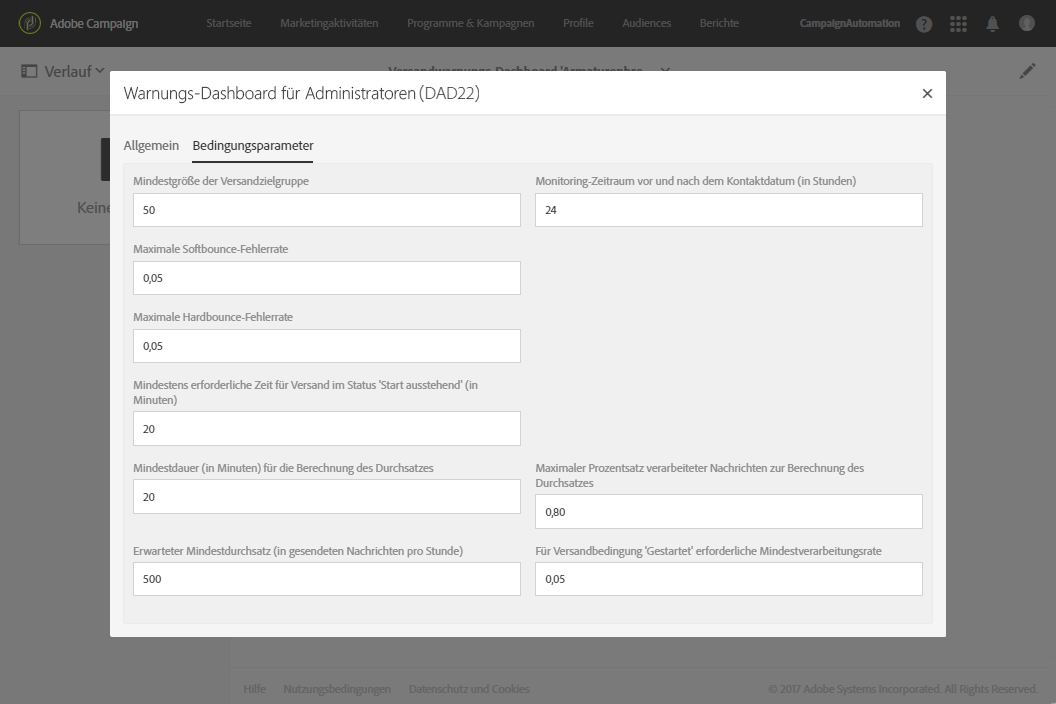 Adobe Campaign
Startseite
Marketingaktivitäten
Programme & Kampagnen
Profile
Audiences
Berichte
CampaignAutomation
Verlauf
Warnungs-Dashboard für Administratoren (DAD22)
Allgemein
Bedingungsparameter
Keine
Mindestgröße der Versandzielgruppe
50
Monitoring-Zeitraum vor und nach dem Kontaktdatum (in Stunden)
24
Maximale Softbounce-Fehlerrate
0,05
Maximale Hardbounce-Fehlerrate
0,05
Mindestens erforderliche Zeit für Versand im Status 'Start ausstehend' (in
Minuten)
20
Mindestdauer (in Minuten) für die Berechnung des Durchsatzes
20
Maximaler Prozentsatz verarbeiteter Nachrichten zur Berechnung des
Durchsatzes
0,80
Erwarteter Mindestdurchsatz (in gesendeten Nachrichten pro Stunde)
500
Für Versandbedingung 'Gestartet' erforderliche Mindestverarbeitungsrate
0,05
Hilfe
Nutzungsbedingungen
Datenschutz und Cookies
© 2017 Adobe Systems Incorporated. All Rights Reserved.